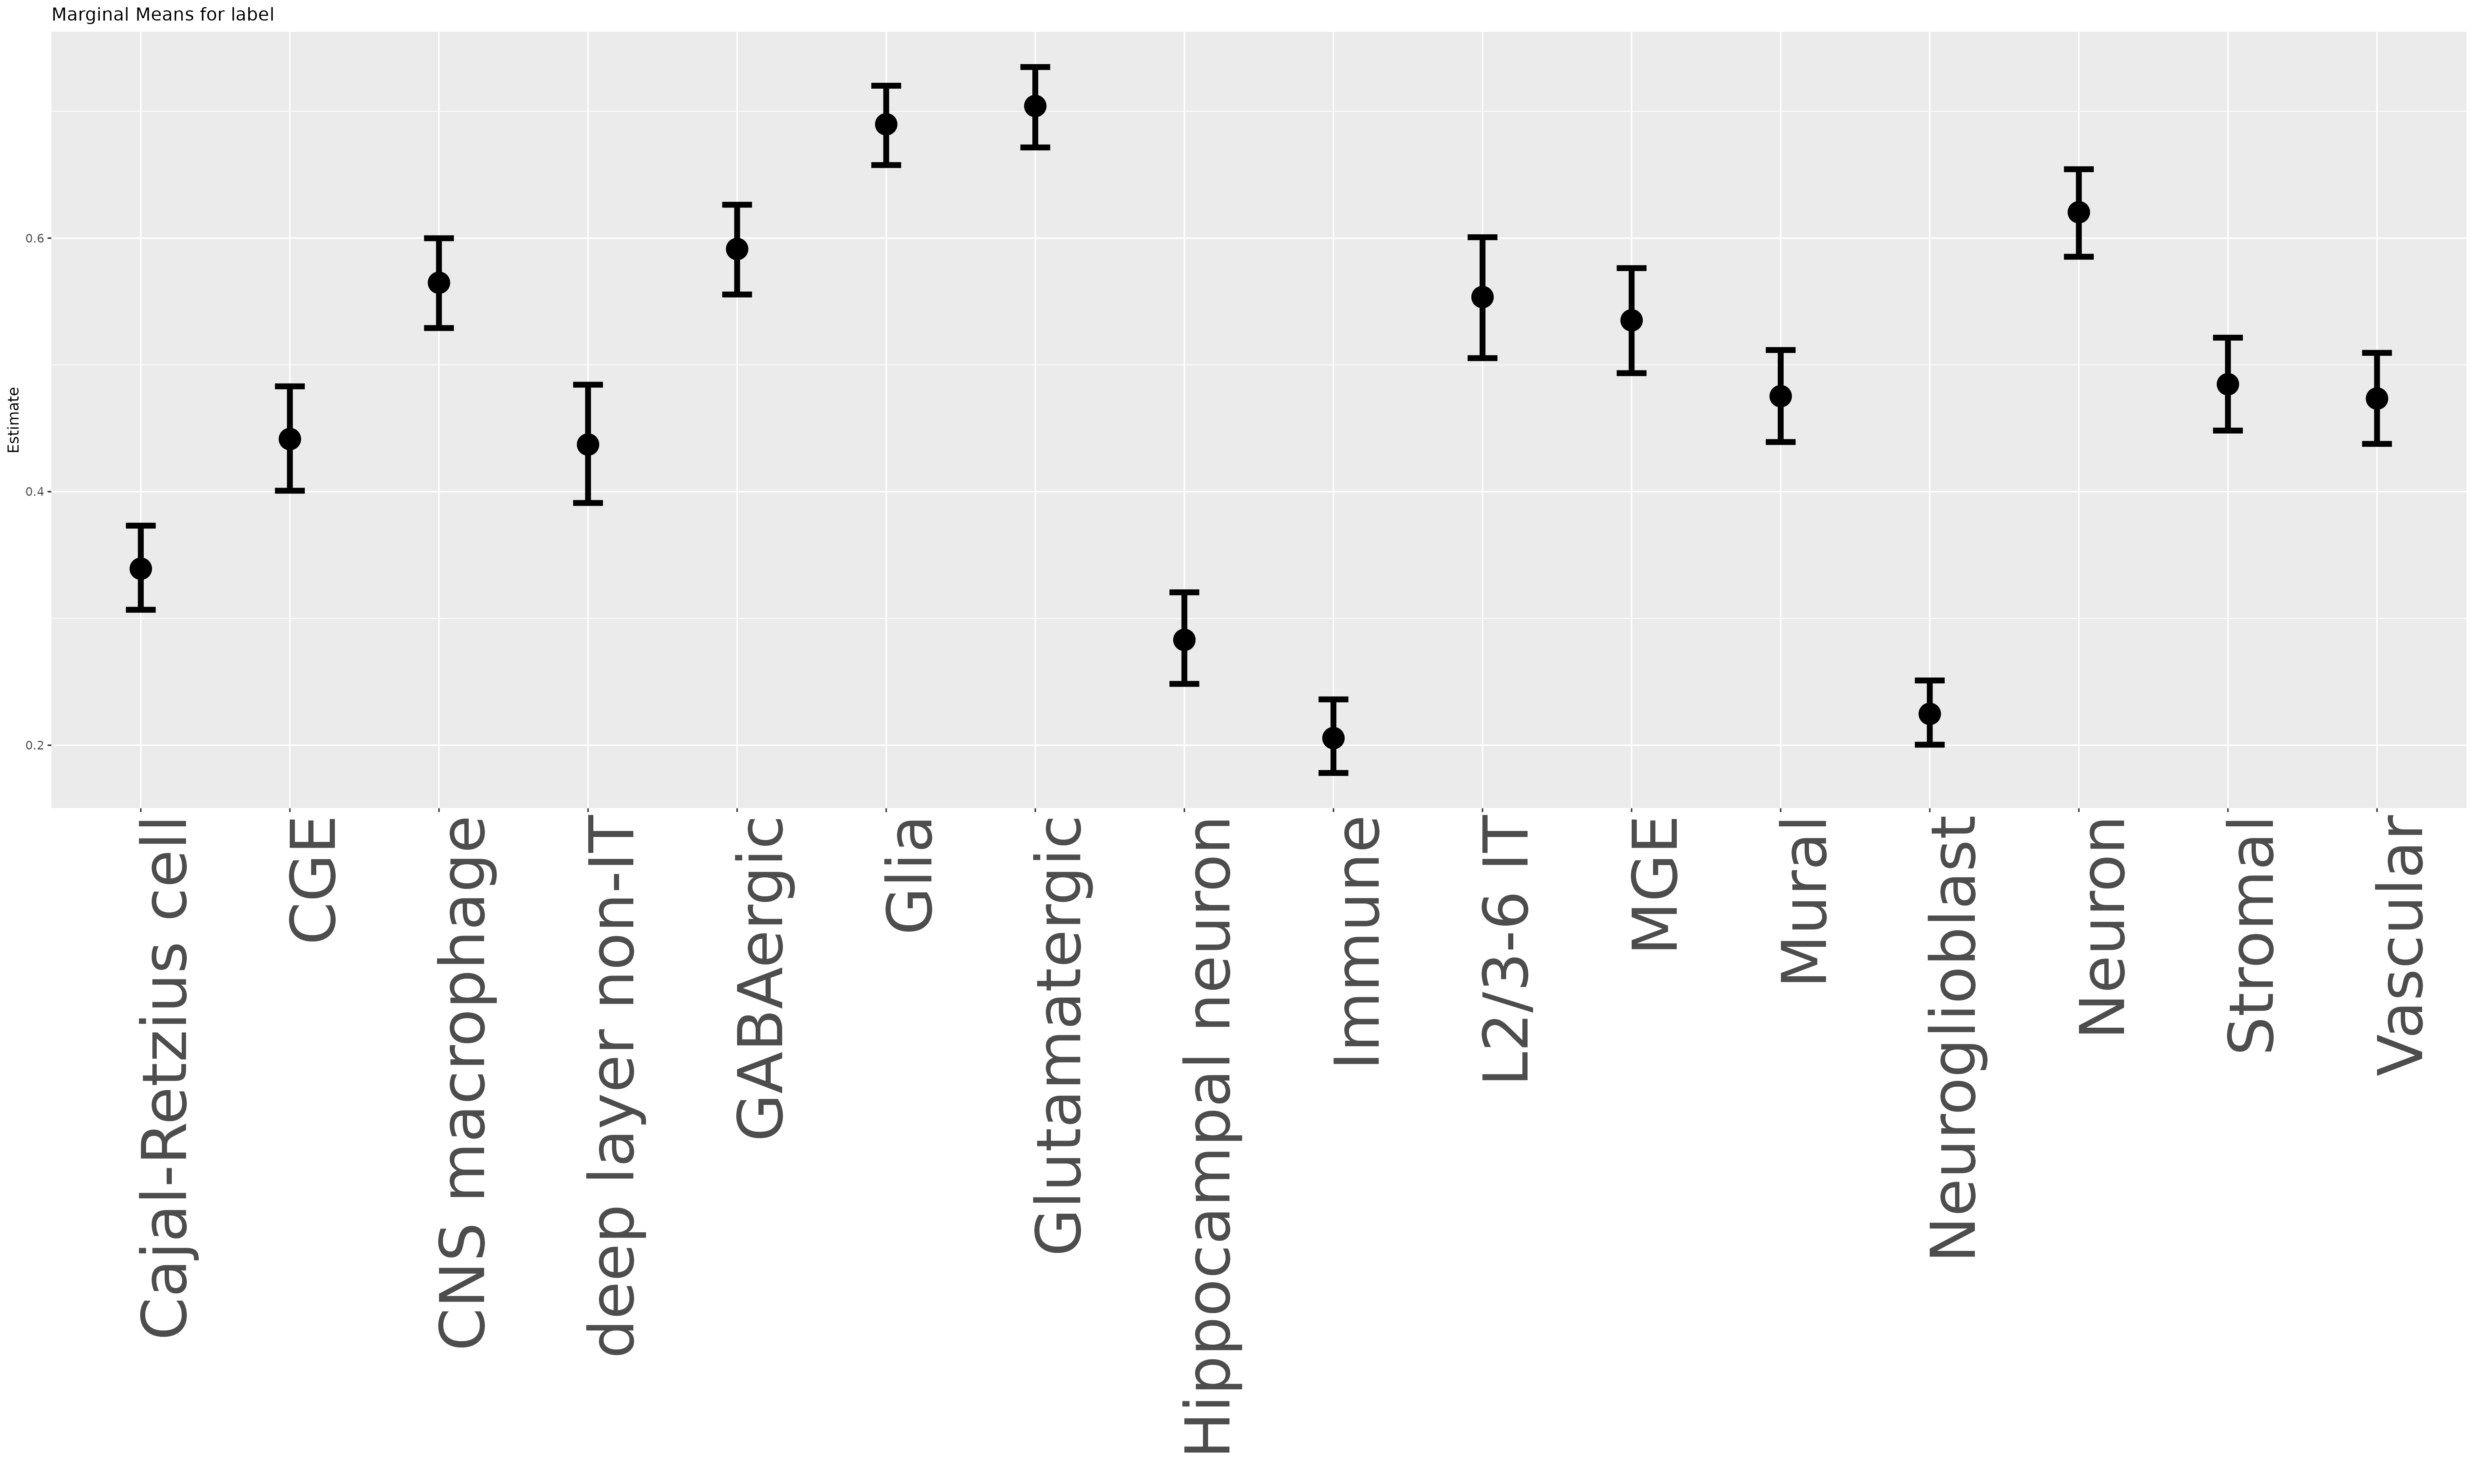 Marginal Means for label
Estimate
0.6
0.4
0.2
Cajal-Retzius cell
CGE
CNS macrophage
deep layer non-IT
GABAergic
Glia
Glutamatergic
Hippocampal neuron
Immune
L2/3-6 IT
MGE
Mural
Neuroglioblast
Neuron
Stromal
Vascular